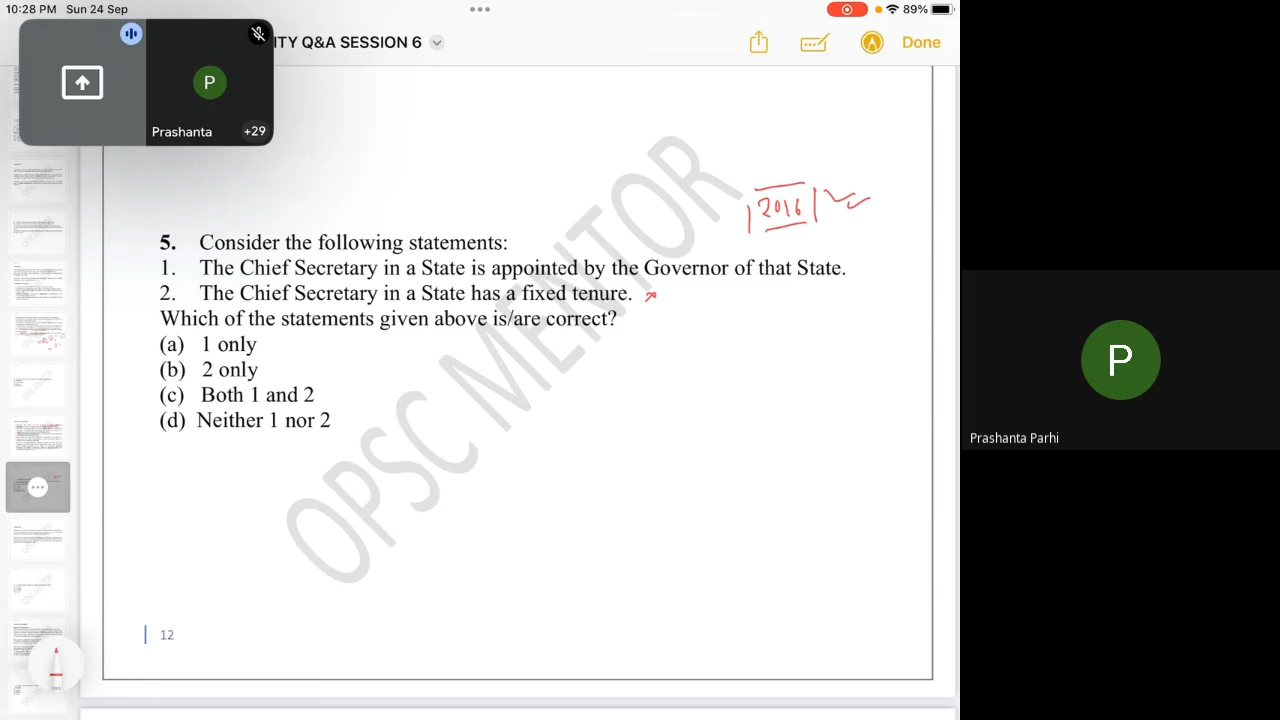 10:28 PM Sun 24 Sep
89%
ITY Q&A SESSION 6
Done
P
Prashanta
+29
2016
5. Consider the following statements:
1. The Chief Secretary in a State is appointed by the Governor of that State.
2. The Chief Secretary in a State has a fixed tenure.
Which of the statements given above is/are correct?
(a) 1 only
(b) 2 only
(c) Both 1 and 2
(d) Neither 1 nor 2
OPSC MENTOR
12
P
Prashanta Parhi